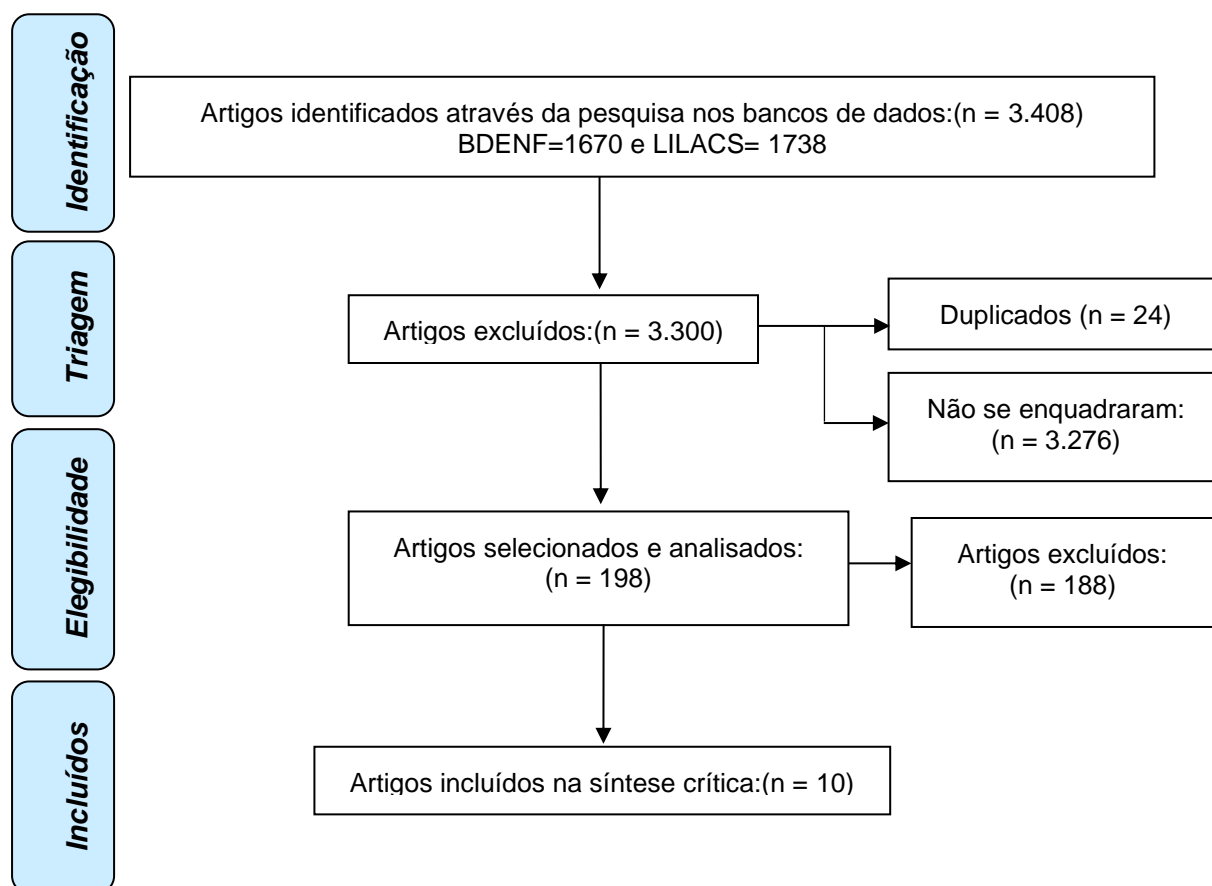 Identificação
Artigos identificados através da pesquisa nos bancos de dados:(n = 3.408)
BDENF=1670 e LILACS= 1738
Triagem
Artigos excluídos:(n = 3.300)
Duplicados (n = 24)
Não se enquadraram:
(n = 3.276)
Elegibilidade
Artigos selecionados e analisados:
(n = 198)
Artigos excluídos:
(n = 188)
Incluídos
Artigos incluídos na síntese crítica:(n = 10)